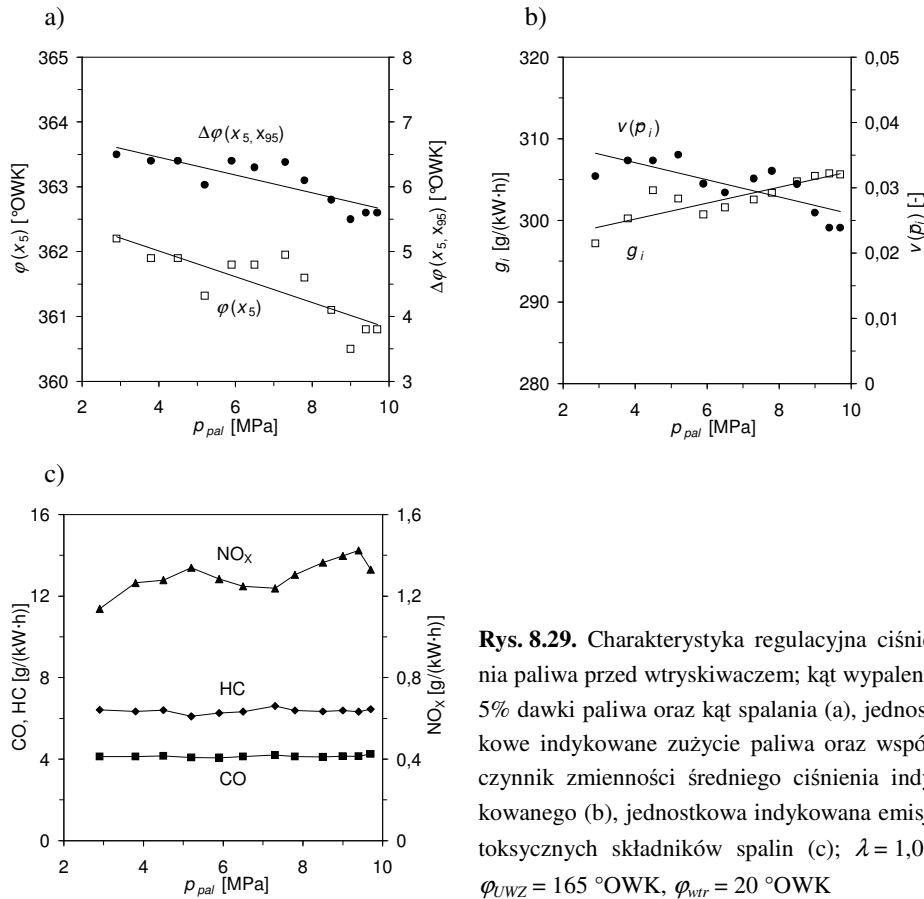 a)
365
364
363
362
361
360
φ(x5) [°OWK]
8
7
6
5
4
3
Δφ(x5, x95) [°OWK]
Δφ(x5, x95)
φ(x5)
2 4 6 8 10
p pal [MPa]
b)
320
310
300
290
280
gi [g/(kW·h)]
0,05
0,04
0,03
0,02
0,01
0
v(pi) [-]
v(pi)
gi
2 4 6 8 10
p pal [MPa]
c)
16
12
8
4
0
CO, HC [g/(kW·h)]
1,6
1,2
0,8
0,4
0
NOX [g/(kW·h)]
NOX
HC
CO
2 4 6 8 10
p pal [MPa]
Rys. 8.29. Charakterystyka regulacyjna ciśnie
nia paliwa przed wtryskiwaczem; kąt wypalen
5% dawki paliwa oraz kąt spalania (a), jednos
kowe indykowane zużycie paliwa oraz współ
czynnik zmienności średniego ciśnienia indy
kowanego (b), jednostkowa indykowana emisj
toksycznych składników spalin (c); λ = 1,0
φUWZ = 165 °OWK, φwtr = 20 °OWK